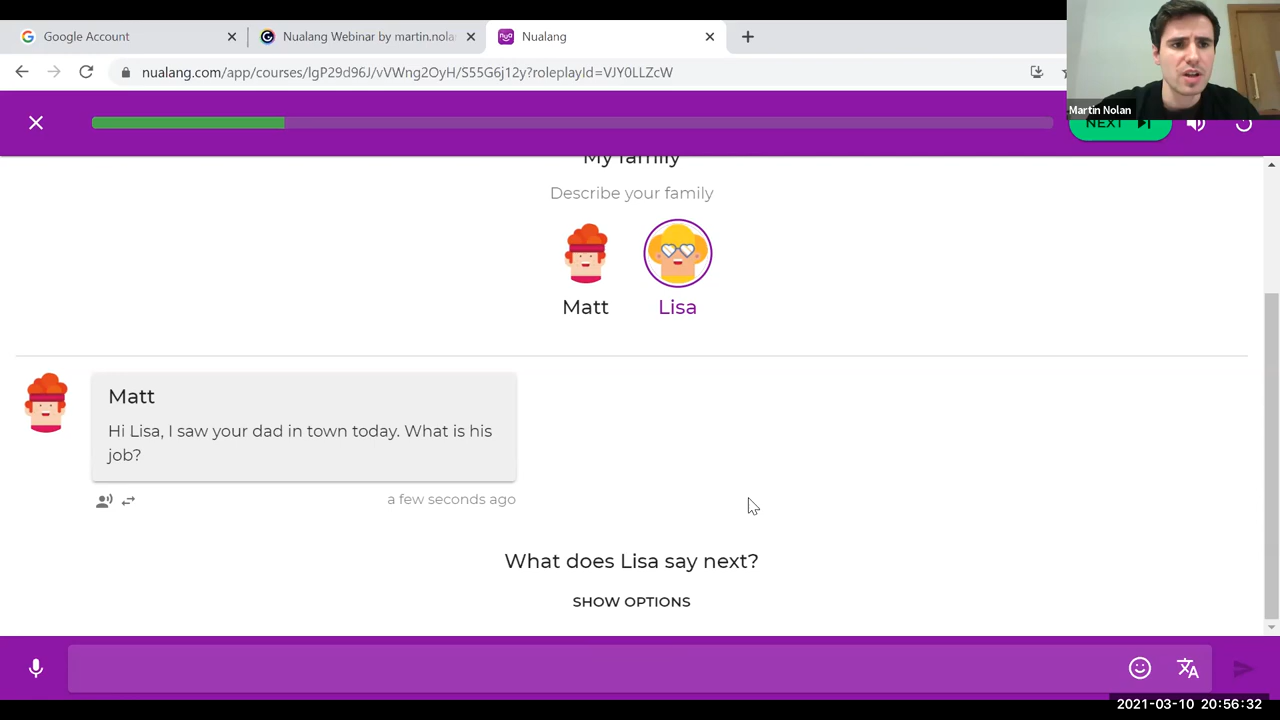 Google Account
Nualang Webinar by martin.nola
Nualang
nualang.com/app/courses/lgP29d96J/vVWng2OyH/S55G6j12y?roleplayId=VJY0LLZcW
Martin Nolan
NEXT
My family
Describe your family
Matt
Lisa
Matt
Hi Lisa, I saw your dad in town today. What is his
job?
a few seconds ago
What does Lisa say next?
SHOW OPTIONS
2021-03-10 20:56:32